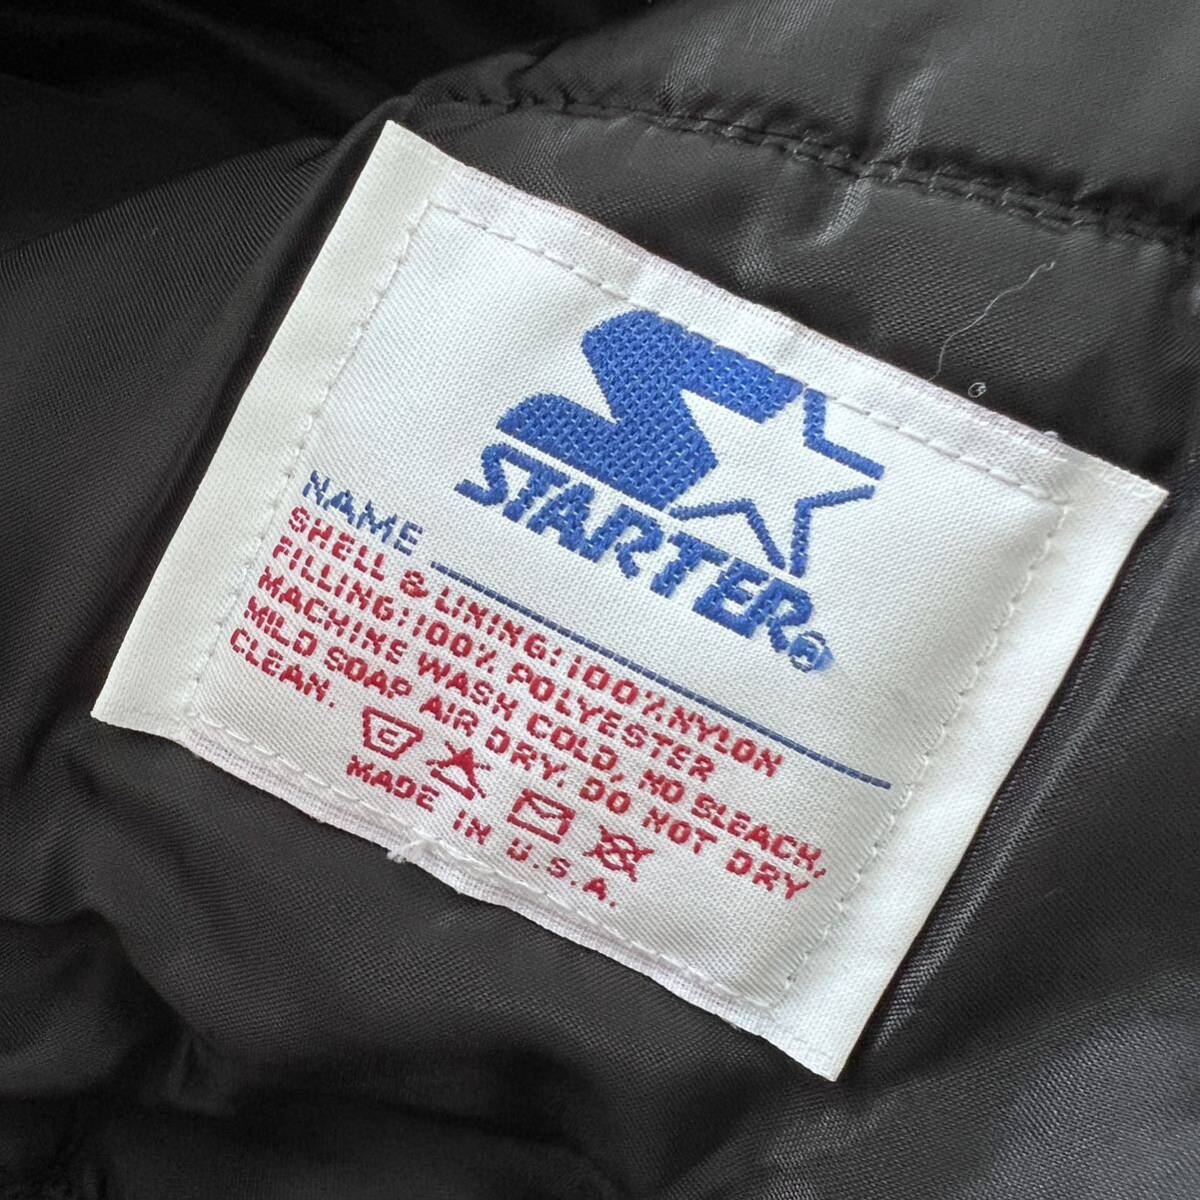 STARTER®
NAME
SHELL & LINING: 100% NYLON
FILLING: 100% POLYESTER
MACHINE WASH COLD, NO BLEACH,
MILD SOAP AIR DRY. DO NOT DRY
CLEAN.
MADE IN U.S.A.